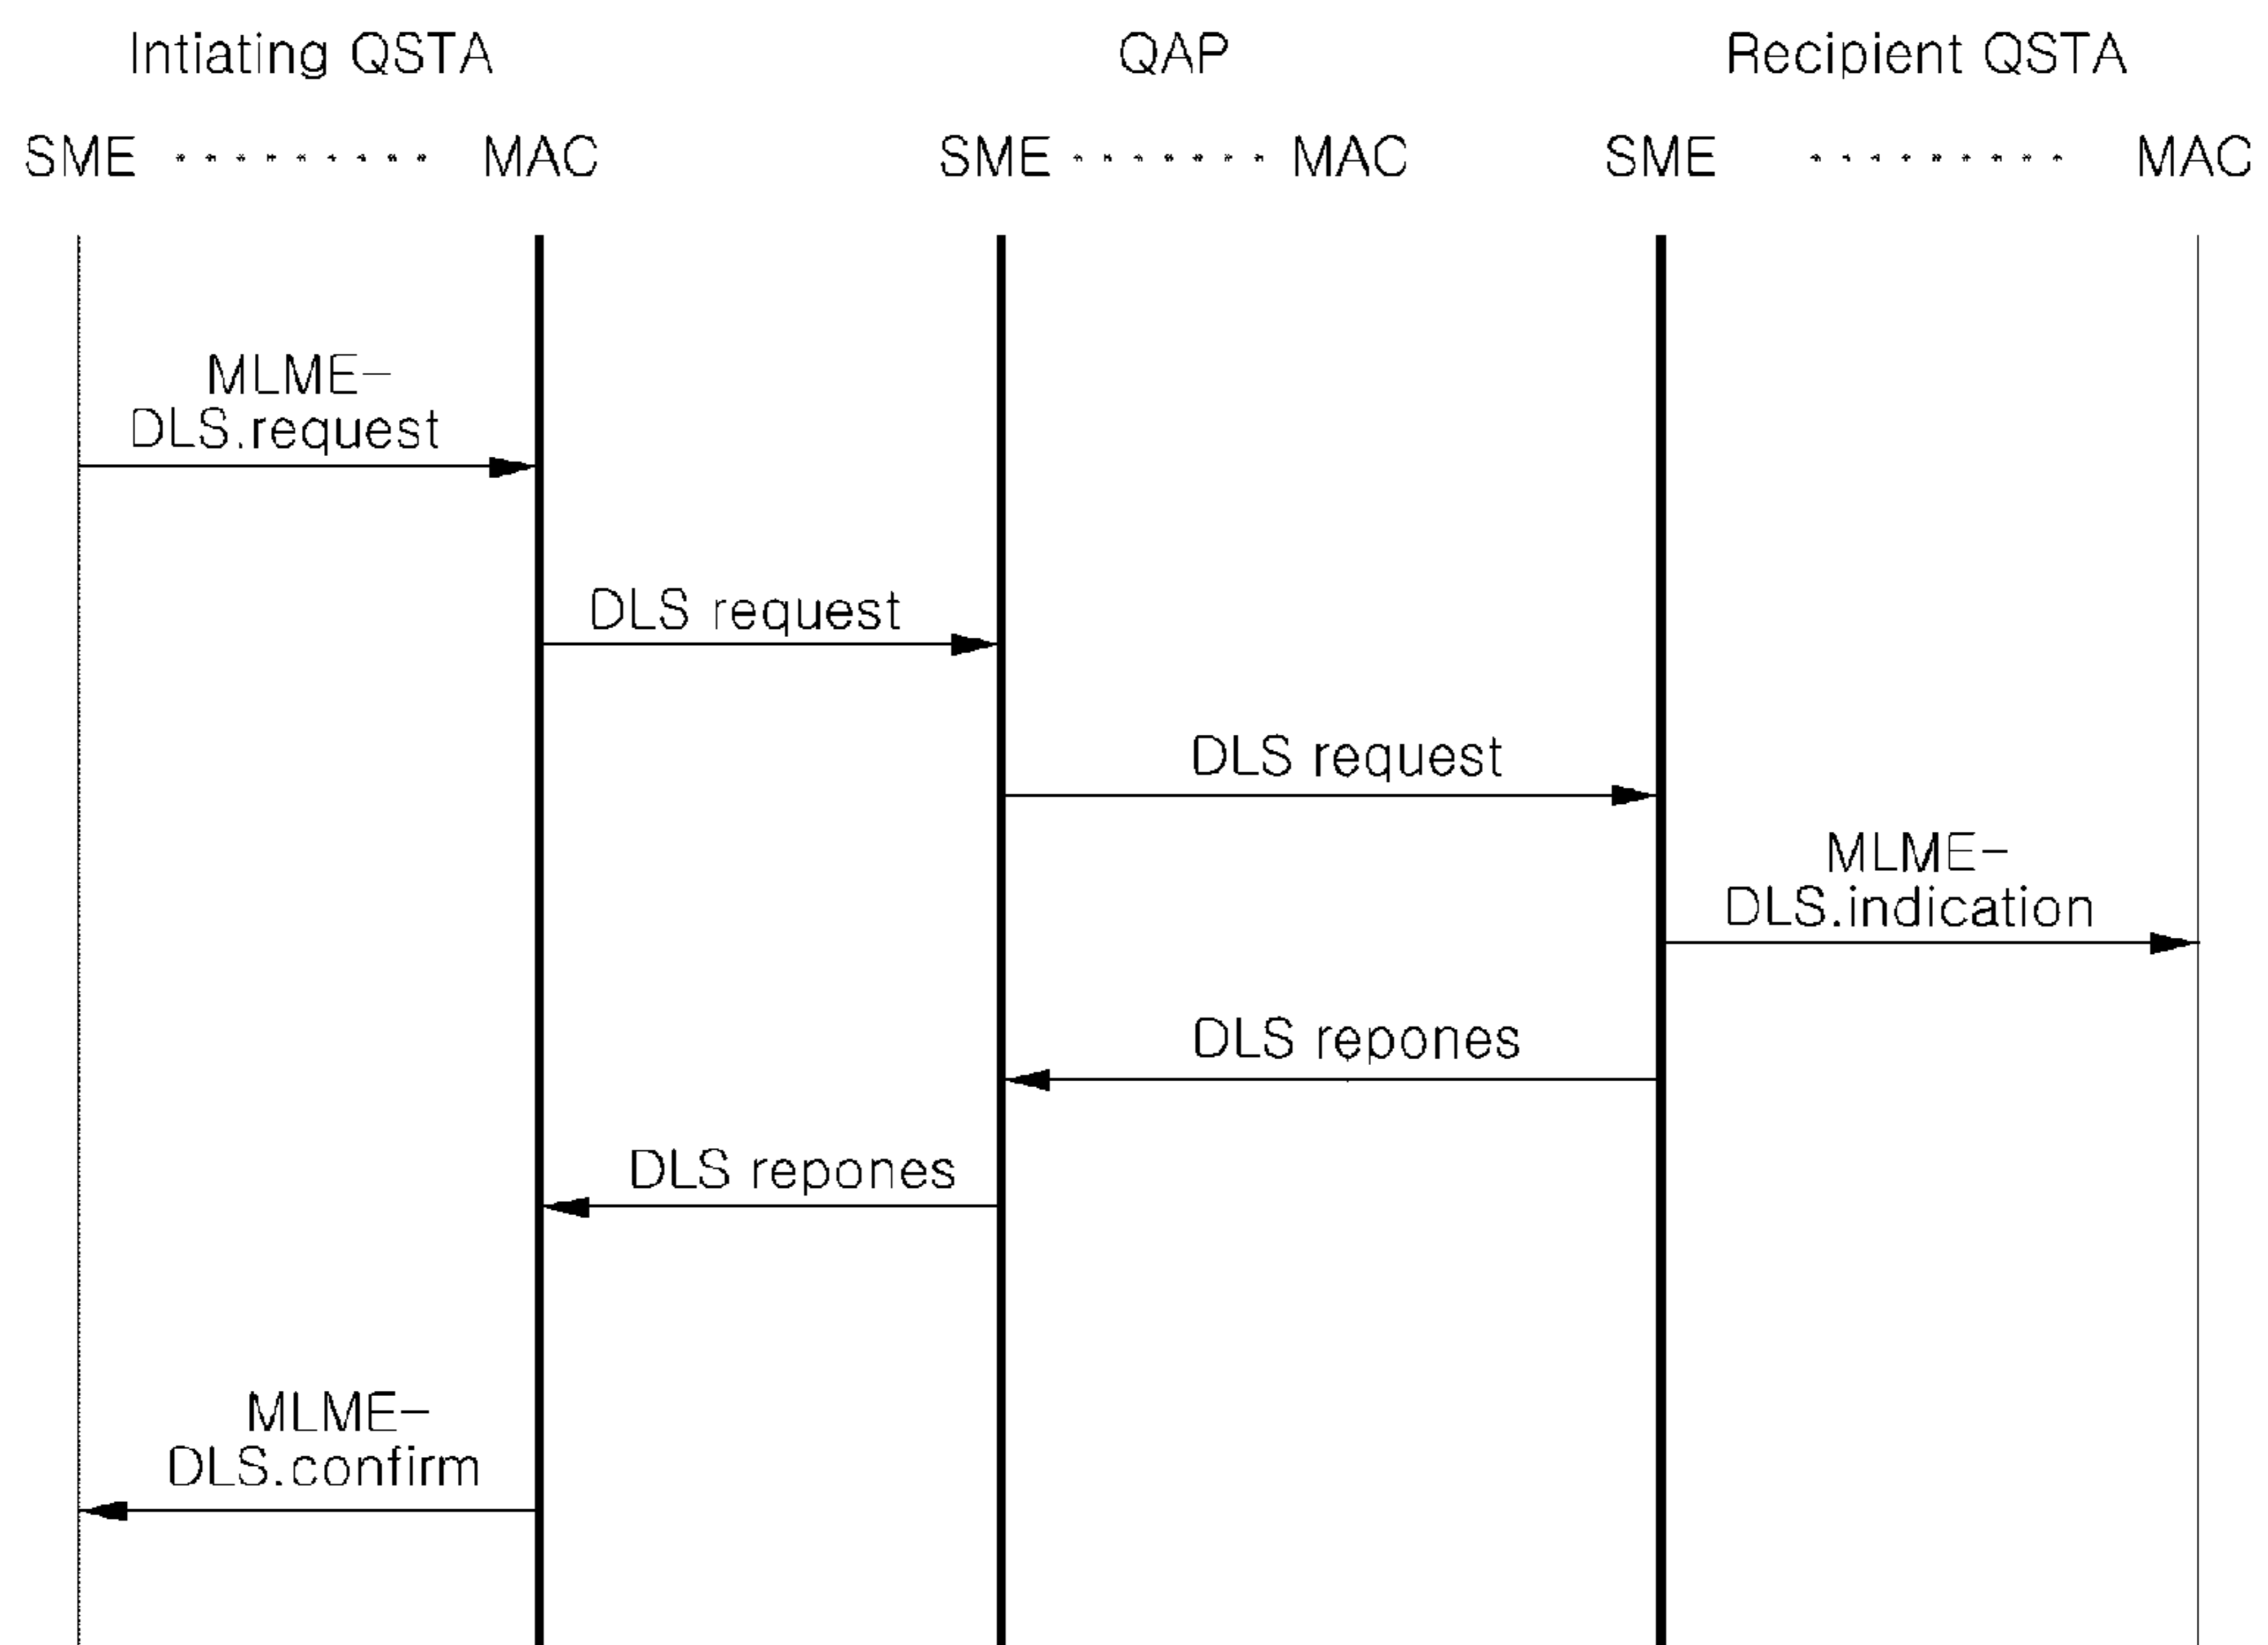 Intiating QSTA QAP Recipient QSTA
SME ········· MAC SME ······· MAC SME ········· MAC
MLME-
DLS.request
DLS request
DLS request
MLME-
DLS.indication
DLS repones
DLS repones
MLME-
DLS.confirm